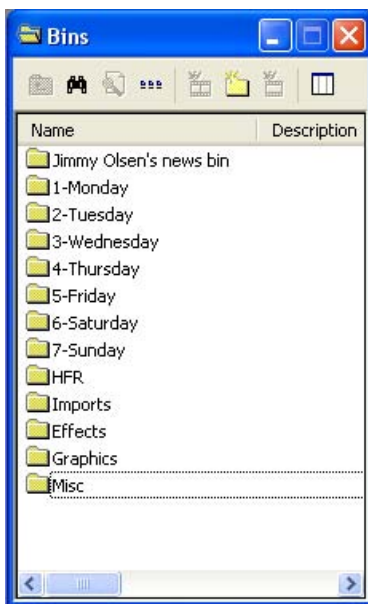 Bins
Name Description
Jimmy Olsen's news bin
1-Monday
2-Tuesday
3-Wednesday
4-Thursday
5-Friday
6-Saturday
7-Sunday
HFR
Imports
Effects
Graphics
Misc